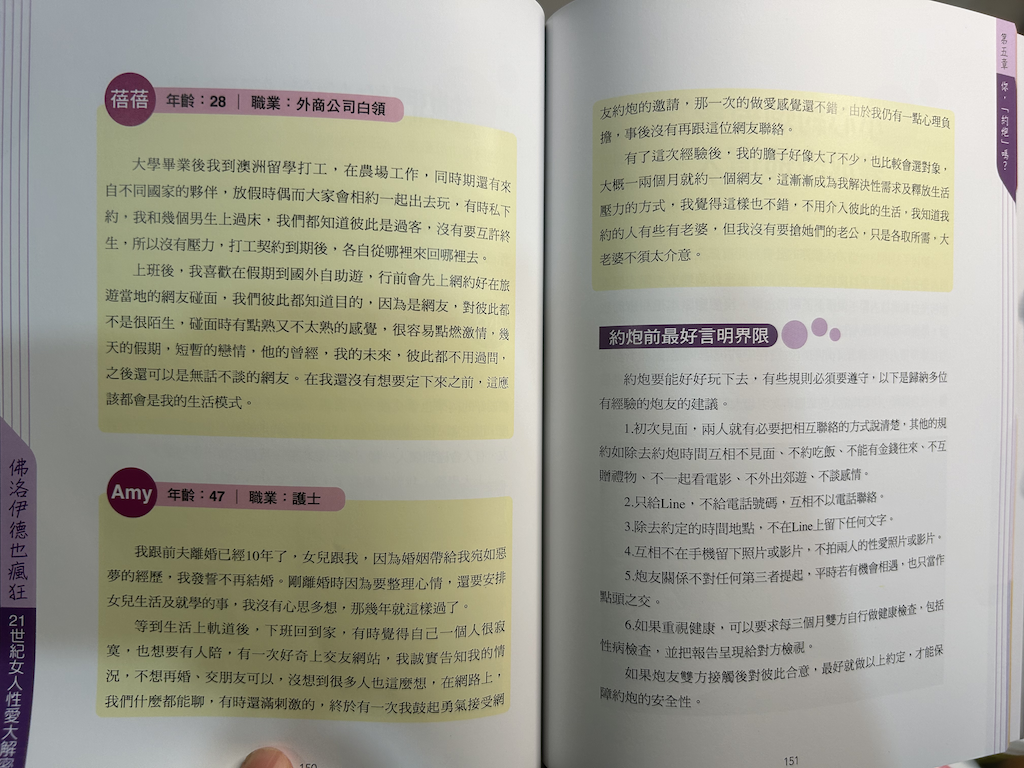 蓓蓓 年齡：28 ｜ 職業：外商公司白領
大學畢業後我到澳洲留學打工，在農場工作，同時期還有來
自不同國家的夥伴，放假時偶而大家會相約一起出去玩，有時私下
約，我和幾個男生上過床，我們都知道彼此是過客，沒有要互許終
生，所以沒有壓力，打工契約到期後，各自從哪裡來回哪裡去。
上班後，我喜歡在假期到國外自助遊，行前會先上網約好在旅
遊當地的網友碰面，我們彼此都知道目的，因為是網友，對彼此都
不是很陌生，碰面時有點熟又不太熟的感覺，很容易點燃激情，幾
天的假期，短暫的戀情，他的曾經，我的未來，彼此都不用過問，
之後還可以是無話不談的網友。在我還沒有想要定下來之前，這應
該都會是我的生活模式。
Amy 年齡：47 ｜ 職業：護士
我跟前夫離婚已經10年了，女兒跟我，因為婚姻帶給我宛如惡
夢的經歷，我發誓不再結婚。剛離婚時因為要整理心情，還要安排
女兒生活及就學的事，我沒有心思多想，那幾年就這樣過了。
等到生活上軌道後，下班回到家，有時覺得自己一個人很寂
寞，也想要有人陪，有一次好奇上交友網站，我誠實告知我的情
況，不想再婚、交朋友可以，沒想到很多人也這麼想，在網路上，
我們什麼都能聊，有時還滿刺激的，終於有一次我鼓起勇氣接受網
150
佛洛伊德也瘋狂
21世紀女人性愛大解密
第五章 你，「約炮」嗎？
友約炮的邀請，那一次的做愛感覺還不錯，由於我仍有一點心理負
擔，事後沒有再跟這位網友聯絡。
有了這次經驗後，我的膽子好像大了不少，也比較會選對象，
大概一兩個月就約一個網友，這漸漸成為我解決性需求及釋放生活
壓力的方式，我覺得這樣也不錯，不用介入彼此的生活，我知道我
約的人有些有老婆，但我沒有要搶她們的老公，只是各取所需，大
老婆不須太介意。
約炮前最好言明界限
約炮要能好好玩下去，有些規則必須要遵守，以下是歸納多位
有經驗的炮友的建議。
1.初次見面，兩人就有必要把相互聯絡的方式說清楚，其他的規
約如除去約炮時間互相不見面、不約吃飯、不能有金錢往來、不互
贈禮物、不一起看電影、不外出郊遊、不談感情。
2.只給Line，不給電話號碼，互相不以電話聯絡。
3.除去約定的時間地點，不在Line上留下任何文字。
4.互相不在手機留下照片或影片，不拍兩人的性愛照片或影片。
5.炮友關係不對任何第三者提起，平時若有機會相遇，也只當作
點頭之交。
6.如果重視健康，可以要求每三個月雙方自行做健康檢查，包括
性病檢查，並把報告呈現給對方檢視。
如果炮友雙方接觸後對彼此合意，最好就做以上約定，才能保
障約炮的安全性。
151